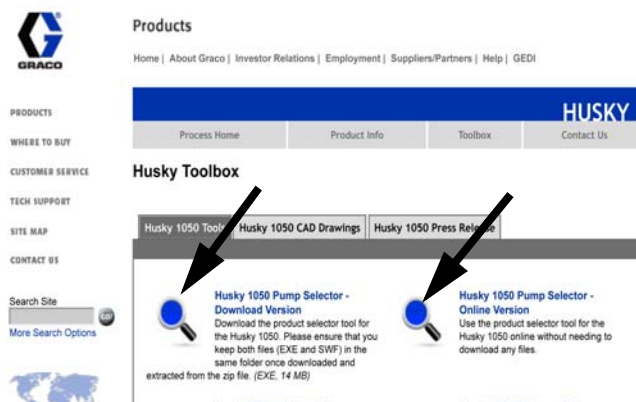 GRACO
Products
Home | About Graco | Investor Relations | Employment | Suppliers/Partners | Help | GEDI
PRODUCTS
WHERE TO BUY
CUSTOMER SERVICE
TECH SUPPORT
SITE MAP
CONTACT US
Search Site
GO
More Search Options
HUSKY
Process Home
Product Info
Toolbox
Contact Us
Husky Toolbox
Husky 1050 Tools
Husky 1050 CAD Drawings
Husky 1050 Press Release
Husky 1050 Pump Selector -
Download Version
Download the product selector tool for
the Husky 1050. Please ensure that you
keep both files (EXE and SWF) in the
same folder once downloaded and
extracted from the zip file. (EXE, 14 MB)
Husky 1050 Pump Selector -
Online Version
Use the product selector tool for the
Husky 1050 online without needing to
download any files.